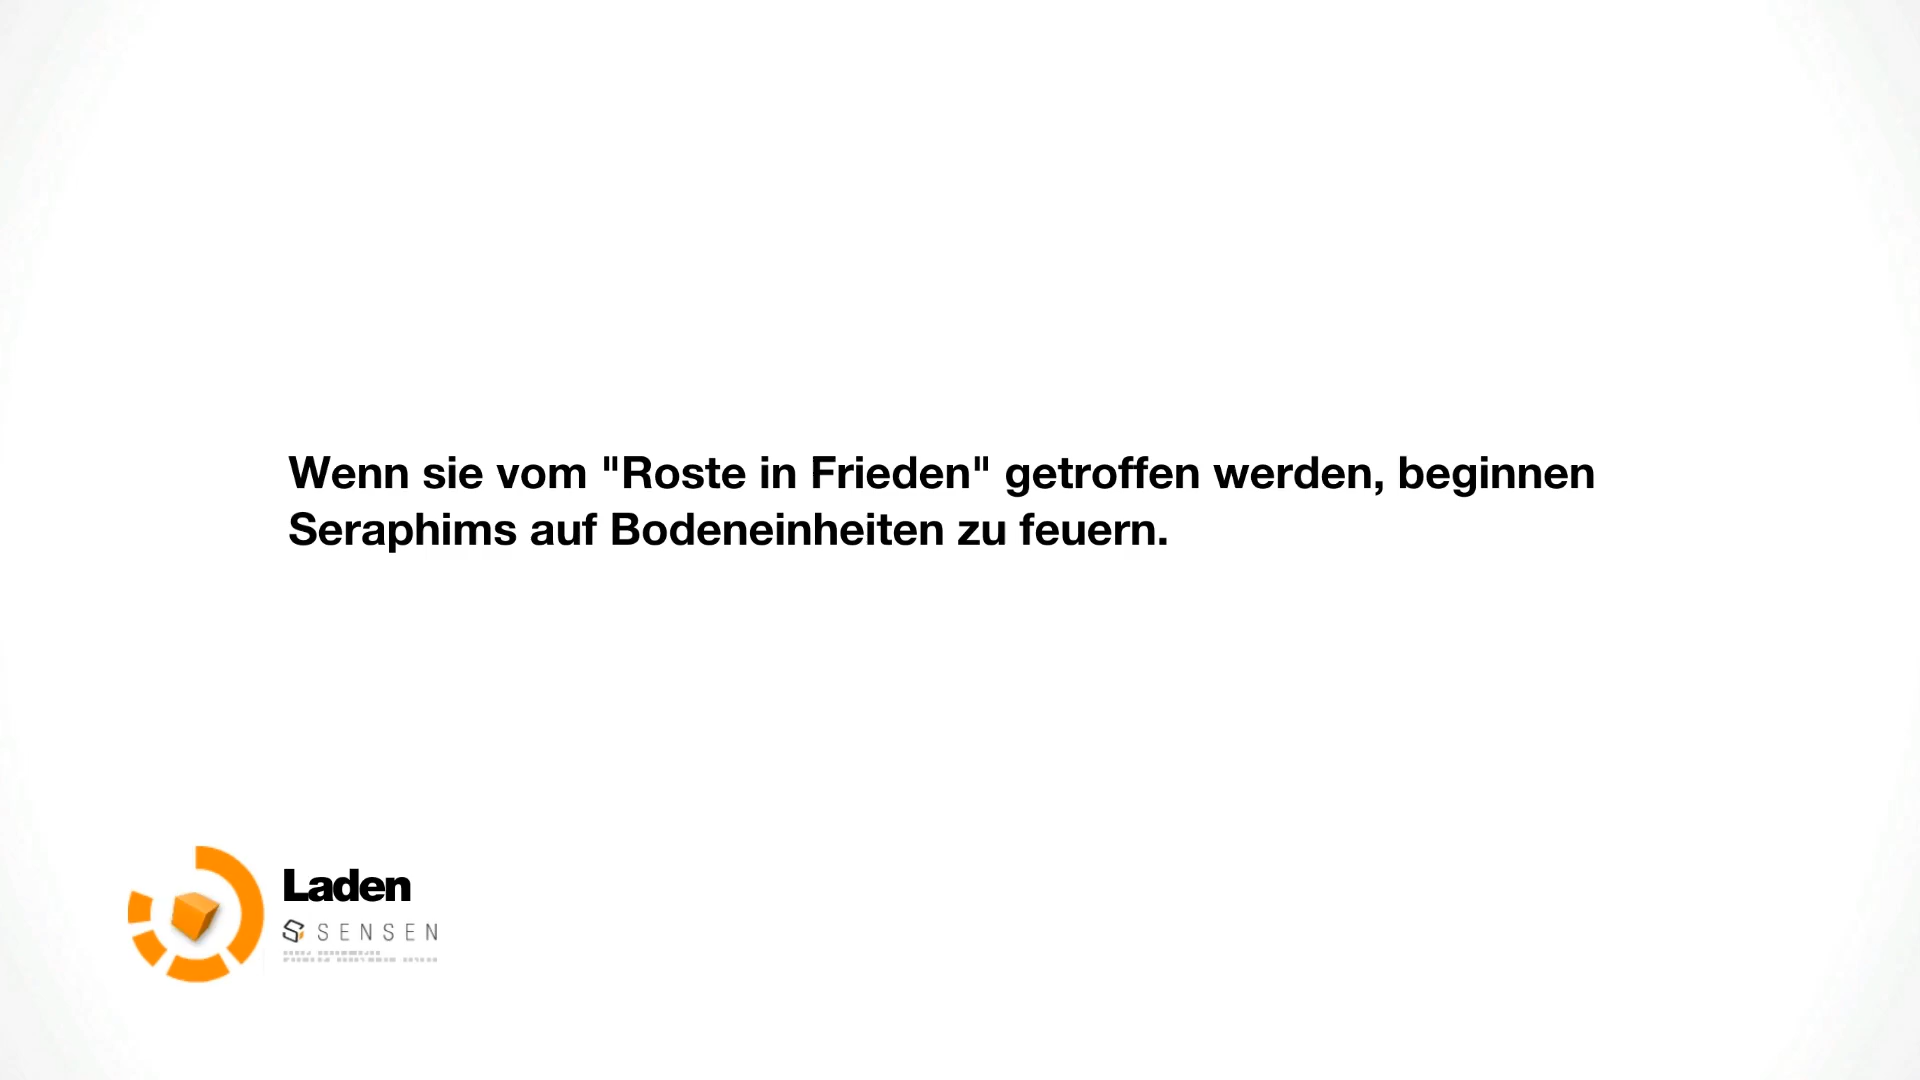 Wenn sie vom "Roste in Frieden" getroffen werden, beginnen
Seraphims auf Bodeneinheiten zu feuern.
Laden
SENSEN